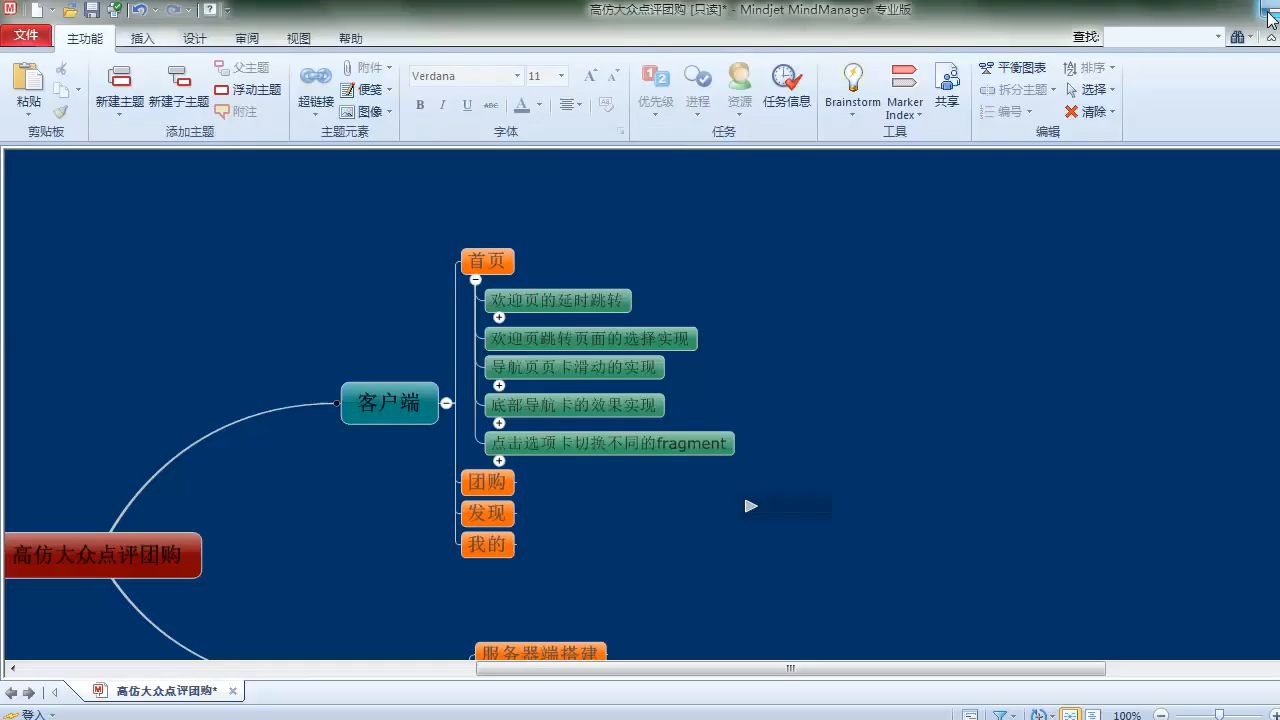 高仿大众点评团购 [只读]* - Mindjet MindManager 专业版
文件 主功能 插入 设计 审阅 视图 帮助 查找:
粘贴 剪贴板
新建主题 新建子主题 父主题 浮动主题 附注 添加主题
超链接 附件 便笺 图像 主题元素
Verdana 11 B I U ABC A 字体
优先级 进程 资源 任务信息 任务
Brainstorm Marker Index 共享 工具
平衡图表 拆分主题 编号 排序 选择 清除 编辑
首页
欢迎页的延时跳转
欢迎页跳转页面的选择实现
导航页页卡滑动的实现
底部导航卡的效果实现
点击选项卡切换不同的fragment
客户端
团购
发现
我的
高仿大众点评团购
服务器端搭建
高仿大众点评团购*
登入 100%